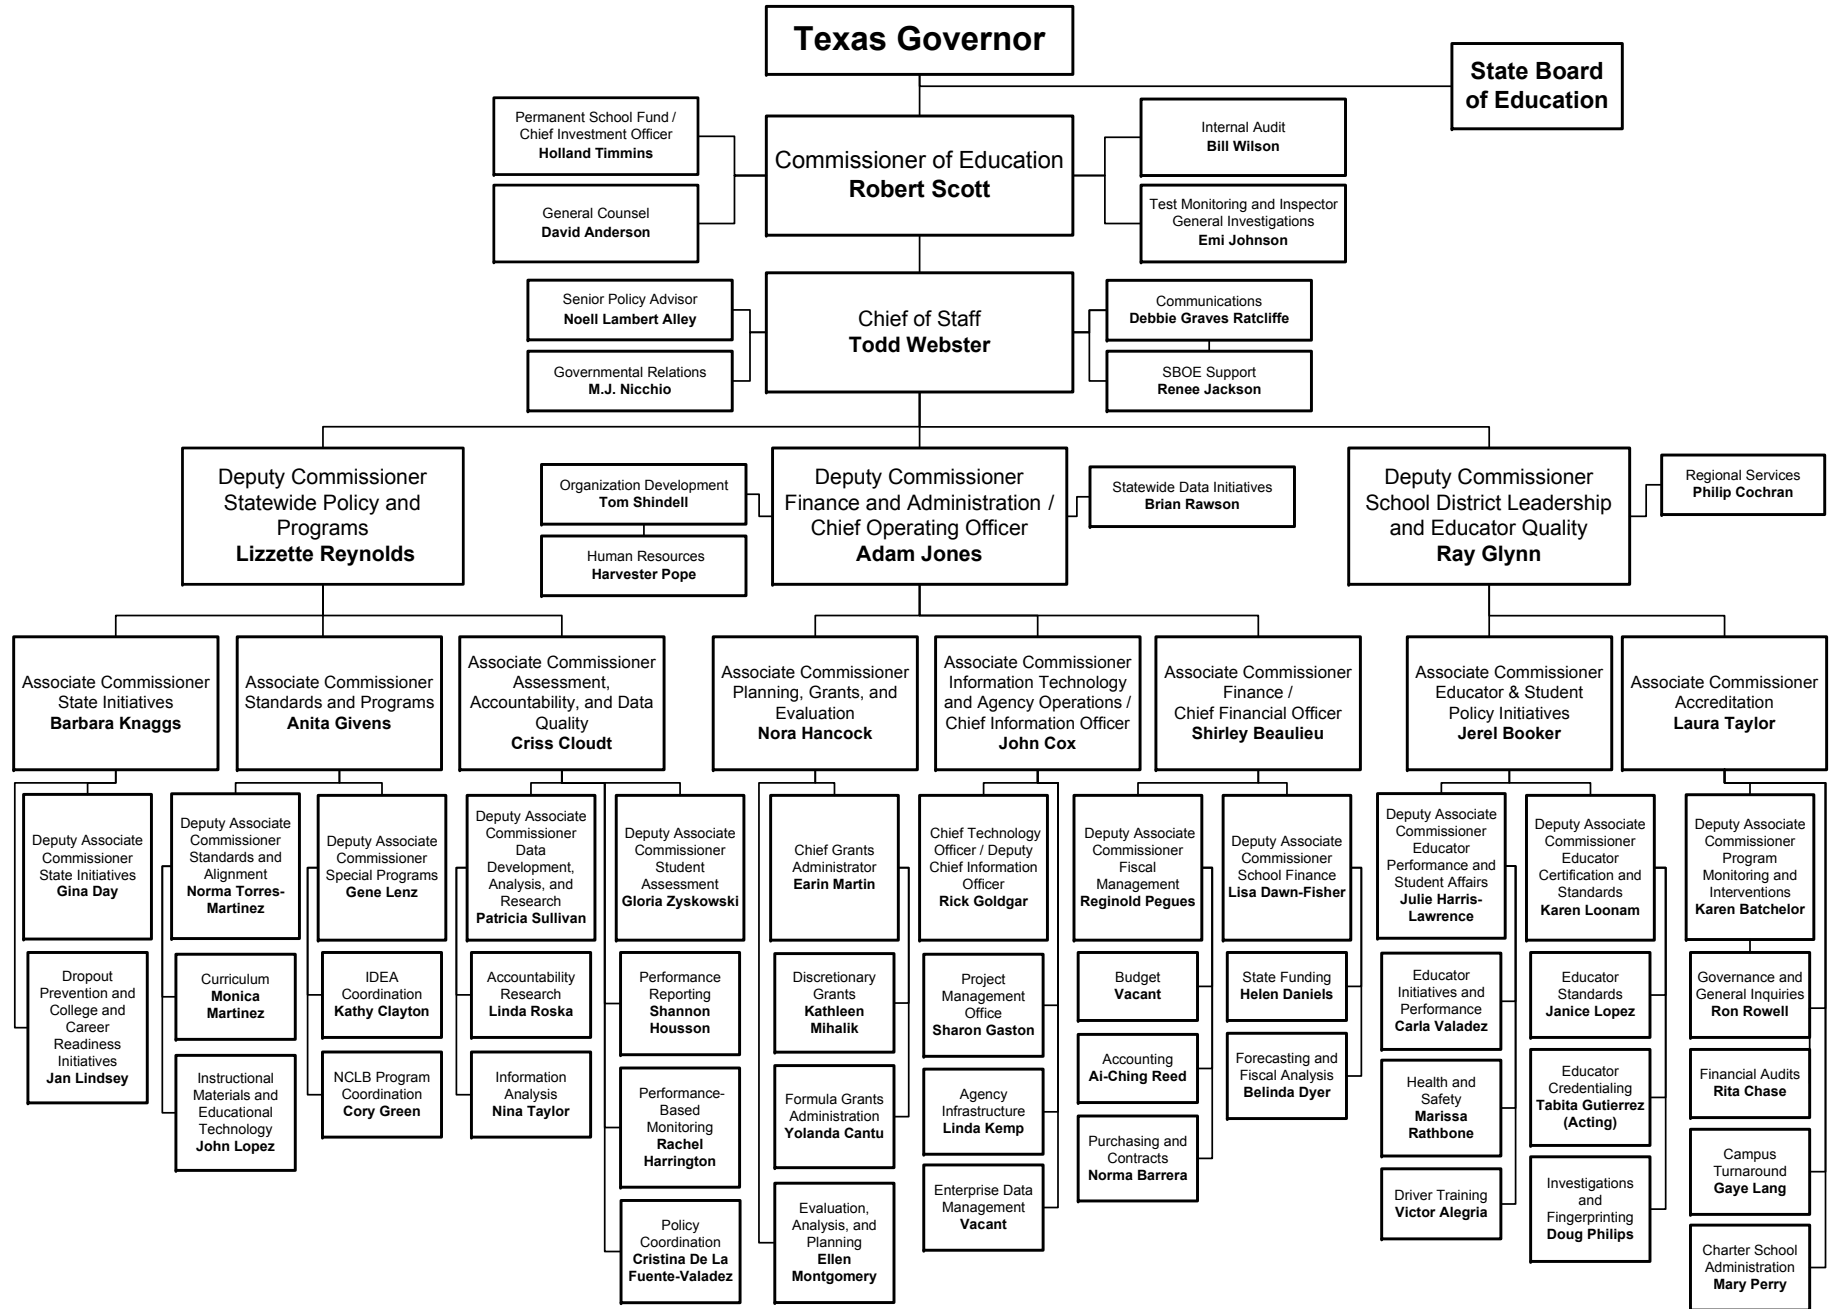 Texas Governor
State Board
of Education
Permanent School Fund /
Chief Investment Officer
Holland Timmins
Internal Audit
Bill Wilson
Commissioner of Education
Robert Scott
General Counsel
David Anderson
Test Monitoring and Inspector
General Investigations
Emi Johnson
Senior Policy Advisor
Noell Lambert Alley
Chief of Staff
Todd Webster
Communications
Debbie Graves Ratcliffe
Governmental Relations
M.J. Nicchio
SBOE Support
Renee Jackson
Deputy Commissioner
Statewide Policy and
Programs
Lizzette Reynolds
Organization Development
Tom Shindell
Human Resources
Harvester Pope
Deputy Commissioner
Finance and Administration /
Chief Operating Officer
Adam Jones
Statewide Data Initiatives
Brian Rawson
Deputy Commissioner
School District Leadership
and Educator Quality
Ray Glynn
Regional Services
Philip Cochran
Associate Commissioner
State Initiatives
Barbara Knaggs
Associate Commissioner
Standards and Programs
Anita Givens
Associate Commissioner
Assessment,
Accountability, and Data
Quality
Criss Cloudt
Associate Commissioner
Planning, Grants, and
Evaluation
Nora Hancock
Associate Commissioner
Information Technology
and Agency Operations /
Chief Information Officer
John Cox
Associate Commissioner
Finance /
Chief Financial Officer
Shirley Beaulieu
Associate Commissioner
Educator & Student
Policy Initiatives
Jerel Booker
Associate Commissioner
Accreditation
Laura Taylor
Deputy Associate
Commissioner
State Initiatives
Gina Day
Deputy Associate
Commissioner
Standards and
Alignment
Norma Torres-
Martinez
Deputy Associate
Commissioner
Special Programs
Gene Lenz
Deputy Associate
Commissioner
Data
Development,
Analysis, and
Research
Patricia Sullivan
Deputy Associate
Commissioner
Student
Assessment
Gloria Zyskowski
Chief Grants
Administrator
Earin Martin
Chief Technology
Officer / Deputy
Chief Information
Officer
Rick Goldgar
Deputy Associate
Commissioner
Fiscal
Management
Reginold Pegues
Deputy Associate
Commissioner
School Finance
Lisa Dawn-Fisher
Deputy Associate
Commissioner
Educator
Performance and
Student Affairs
Julie Harris-
Lawrence
Deputy Associate
Commissioner
Educator
Certification and
Standards
Karen Loonam
Deputy Associate
Commissioner
Program
Monitoring and
Interventions
Karen Batchelor
Dropout
Prevention and
College and
Career
Readiness
Initiatives
Jan Lindsey
Curriculum
Monica
Martinez
IDEA
Coordination
Kathy Clayton
Accountability
Research
Linda Roska
Performance
Reporting
Shannon
Housson
Discretionary
Grants
Kathleen
Mihalik
Project
Management
Office
Sharon Gaston
Budget
Vacant
State Funding
Helen Daniels
Educator
Initiatives and
Performance
Carla Valadez
Educator
Standards
Janice Lopez
Governance and
General Inquiries
Ron Rowell
Instructional
Materials and
Educational
Technology
John Lopez
NCLB Program
Coordination
Cory Green
Information
Analysis
Nina Taylor
Performance-
Based
Monitoring
Rachel
Harrington
Formula Grants
Administration
Yolanda Cantu
Agency
Infrastructure
Linda Kemp
Accounting
Ai-Ching Reed
Forecasting and
Fiscal Analysis
Belinda Dyer
Health and
Safety
Marissa
Rathbone
Educator
Credentialing
Tabita Gutierrez
(Acting)
Financial Audits
Rita Chase
Policy
Coordination
Cristina De La
Fuente-Valadez
Evaluation,
Analysis, and
Planning
Ellen
Montgomery
Enterprise Data
Management
Vacant
Purchasing and
Contracts
Norma Barrera
Driver Training
Victor Alegria
Investigations
and
Fingerprinting
Doug Philips
Campus
Turnaround
Gaye Lang
Charter School
Administration
Mary Perry